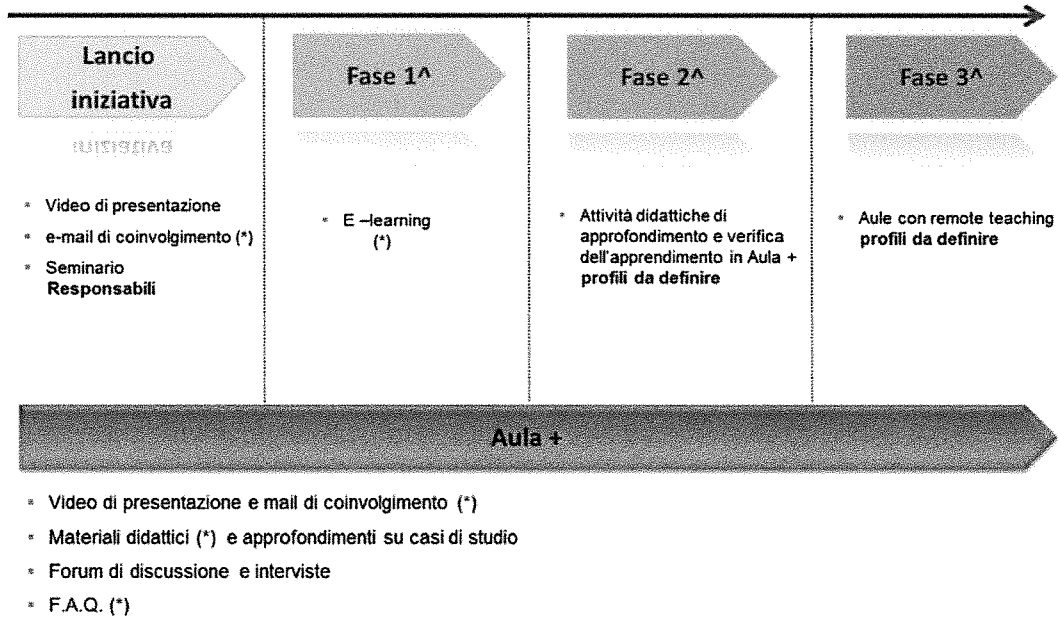 Lancio
iniziativa
Fase 1^
Fase 2^
Fase 3^
Video di presentazione
e-mail di coinvolgimento (*)
Seminario
Responsabili
E –learning
(*)
Attività didattiche di
approfondimento e verifica
dell'apprendimento in Aula +
profili da definire
Aule con remote teaching
profili da definire
Aula +
Video di presentazione e mail di coinvolgimento (*)
Materiali didattici (*) e approfondimenti su casi di studio
Forum di discussione e interviste
F.A.Q. (*)